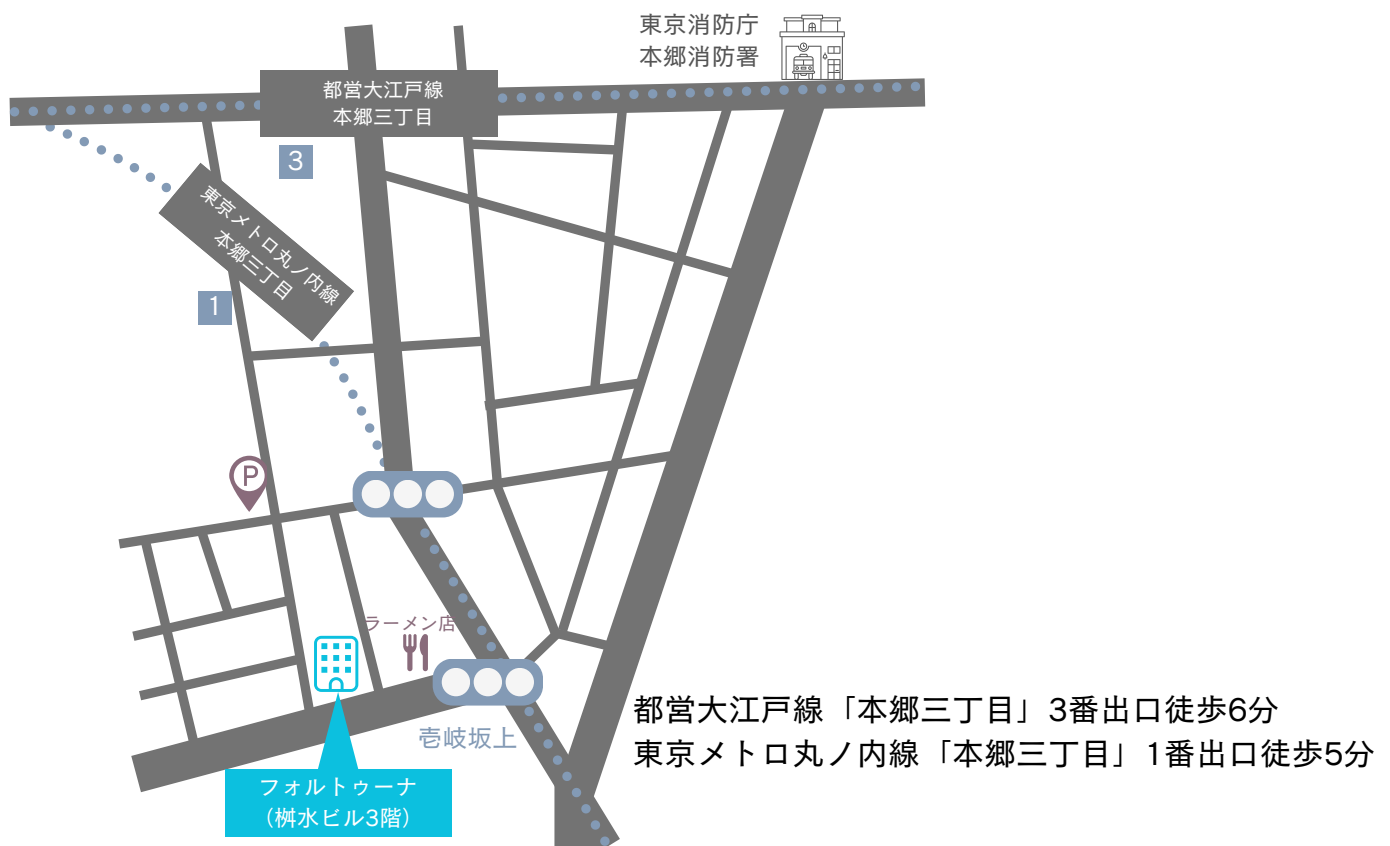 東京消防庁
本郷消防署
都営大江戸線
本郷三丁目
3
東京メトロ丸ノ内線
本郷三丁目
1
P
ラーメン店
壱岐坂上
フォルトゥーナ
（桝水ビル3階）
都営大江戸線「本郷三丁目」3番出口徒歩6分
東京メトロ丸ノ内線「本郷三丁目」1番出口徒歩5分